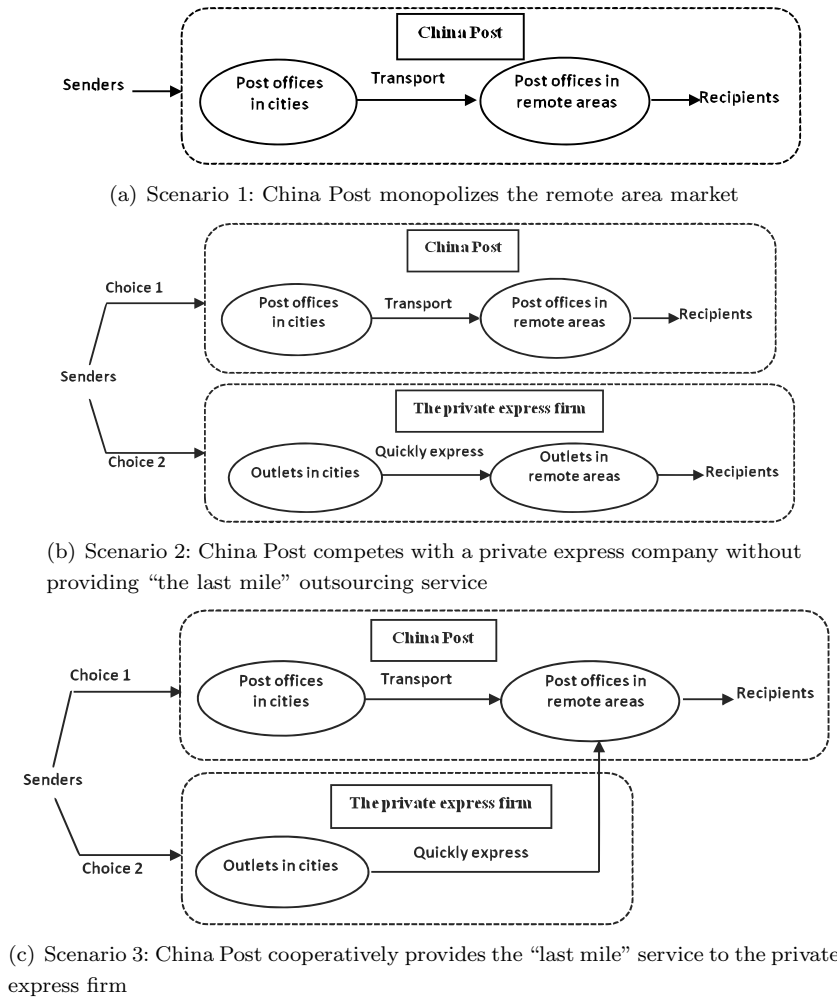 China Post
Senders
Post offices
in cities
Transport
Post offices in
remote areas
Recipients
(a) Scenario 1: China Post monopolizes the remote area market
China Post
Choice 1
Post offices
in cities
Transport
Post offices in
remote areas
Recipients
Senders
The private express firm
Choice 2
Outlets in cities
Quickly express
Outlets in
remote areas
Recipients
(b) Scenario 2: China Post competes with a private express company without
providing “the last mile” outsourcing service
China Post
Choice 1
Post offices
in cities
Transport
Post offices in
remote areas
Recipients
Senders
The private express firm
Choice 2
Outlets in cities
Quickly express
(c) Scenario 3: China Post cooperatively provides the “last mile” service to the private
express firm